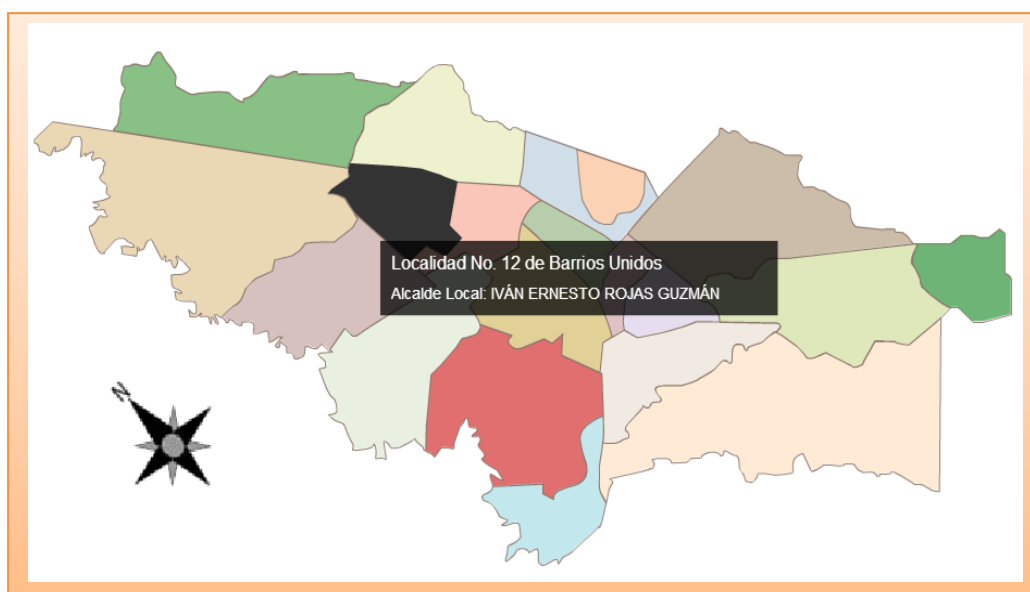 Localidad No. 12 de Barrios Unidos
Alcalde Local: IVÁN ERNESTO ROJAS GUZMÁN
N